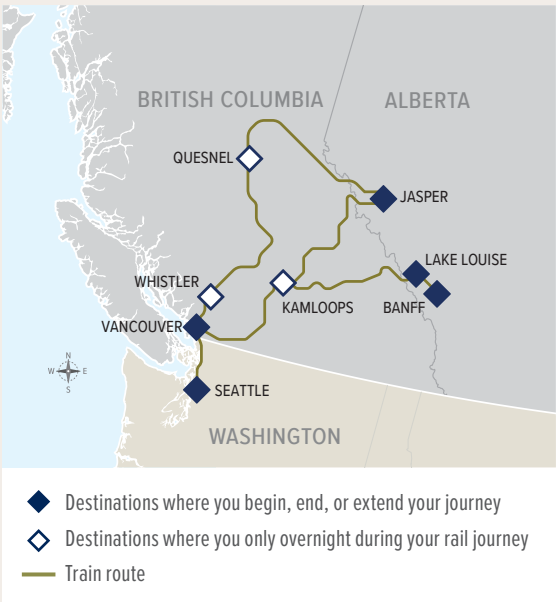 BRITISH COLUMBIA
ALBERTA
QUESNEL
JASPER
LAKE LOUISE
WHISTLER
KAMLOOPS
BANFF
VANCOUVER
N
W
E
S
SEATTLE
WASHINGTON
Destinations where you begin, end, or extend your journey
Destinations where you only overnight during your rail journey
Train route